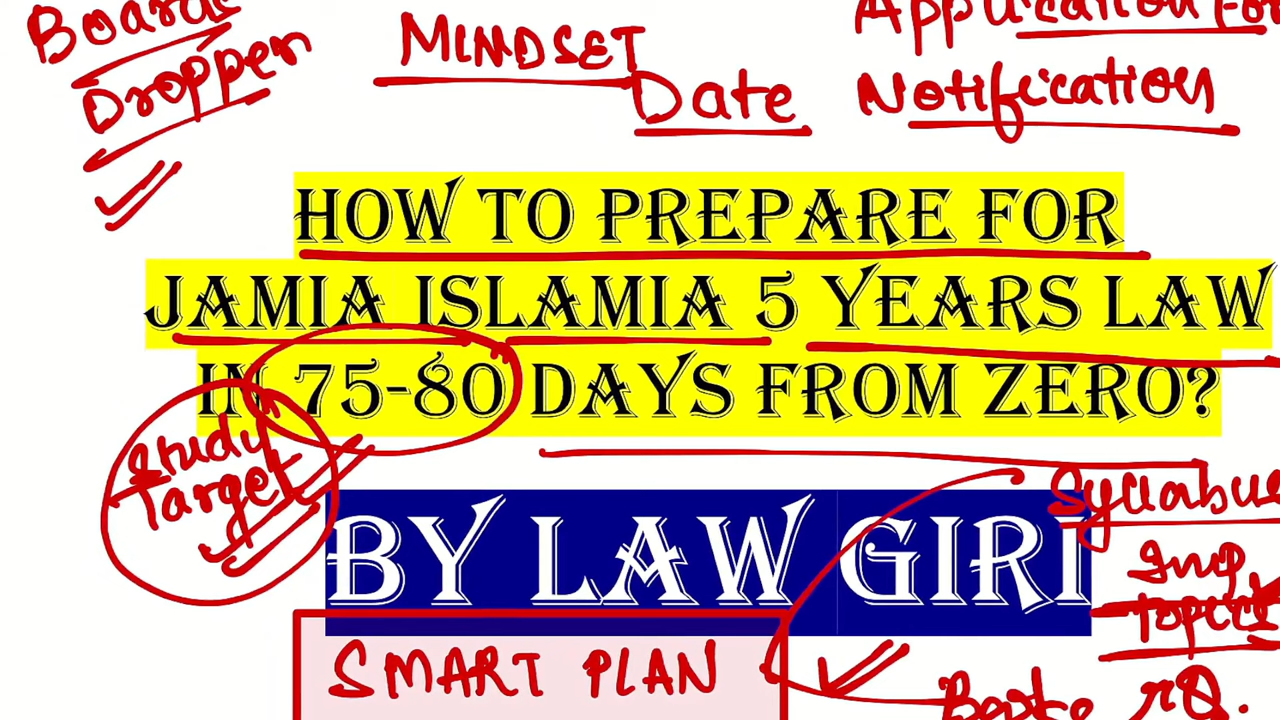 Board
Dropper
MINDSET
Date
Application For
Notification
HOW TO PREPARE FOR
JAMIA ISLAMIA 5 YEARS LAW
IN 75-80 DAYS FROM ZERO?
Study
Target
BY LAW GIRI
Syllabus
Imp
Topics
SMART PLAN